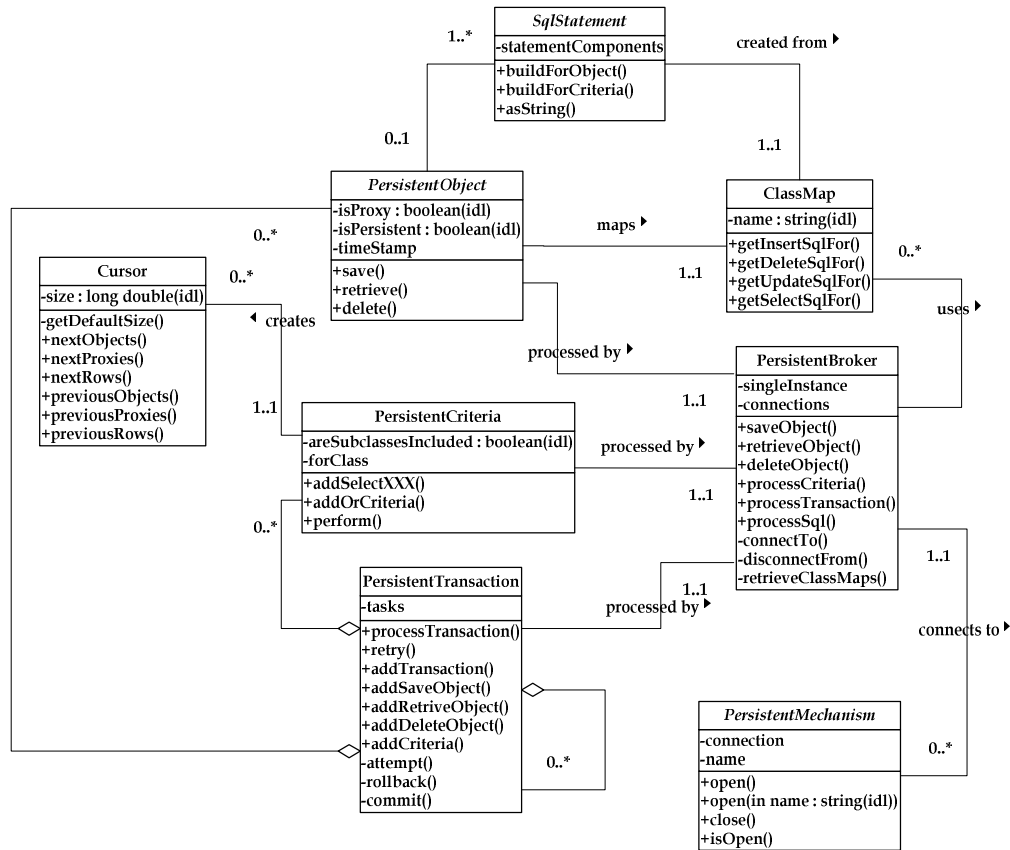 SqlStatement
-statementComponents
+buildForObject()
+buildForCriteria()
+asString()
1..*
created from
0..1
1..1
PersistentObject
-isProxy : boolean(idl)
-isPersistent : boolean(idl)
-timeStamp
+save()
+retrieve()
+delete()
maps
1..1
ClassMap
-name : string(idl)
+getInsertSqlFor()
+getDeleteSqlFor()
+getUpdateSqlFor()
+getSelectSqlFor()
0..*
0..*
0..*
uses
Cursor
-size : long double(idl)
-getDefaultSize()
+nextObjects()
+nextProxies()
+nextRows()
+previousObjects()
+previousProxies()
+previousRows()
creates
1..1
processed by
1..1
PersistentBroker
-singleInstance
-connections
+saveObject()
+retrieveObject()
+deleteObject()
+processCriteria()
+processTransaction()
+processSql()
-connectTo()
-disconnectFrom()
-retrieveClassMaps()
PersistentCriteria
-areSubclassesIncluded : boolean(idl)
-forClass
+addSelectXXX()
+addOrCriteria()
+perform()
processed by
1..1
0..*
1..1
PersistentTransaction
-tasks
+processTransaction()
+retry()
+addTransaction()
+addSaveObject()
+addRetriveObject()
+addDeleteObject()
+addCriteria()
-attempt()
-rollback()
-commit()
1..1
processed by
connects to
0..*
PersistentMechanism
-connection
-name
+open()
+open(in name : string(idl))
+close()
+isOpen()
0..*